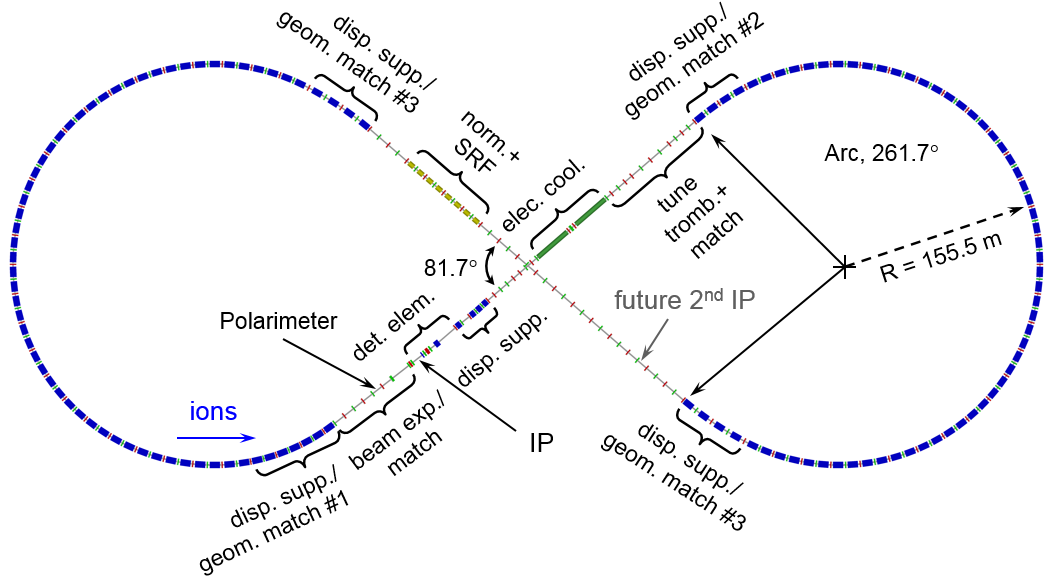 disp. supp./
geom. match #3
disp. supp./
geom. match #2
norm.+
SRF
elec. cool.
tune
tromb.+
match
Arc, 261.7°
R = 155.5 m
81.7°
future 2nd IP
Polarimeter
det. elem.
disp. supp.
ions
beam exp./
match
IP
disp. supp./
geom. match #1
disp. supp./
geom. match #3